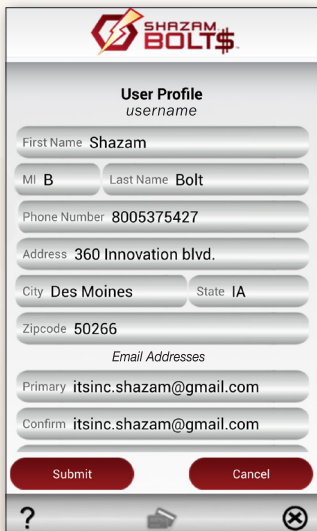 SHAZAM
BOLT$
User Profile
username
First Name Shazam
MI B Last Name Bolt
Phone Number 8005375427
Address 360 Innovation blvd.
City Des Moines State IA
Zipcode 50266
Email Addresses
Primary itsinc.shazam@gmail.com
Confirm itsinc.shazam@gmail.com
Submit Cancel
?